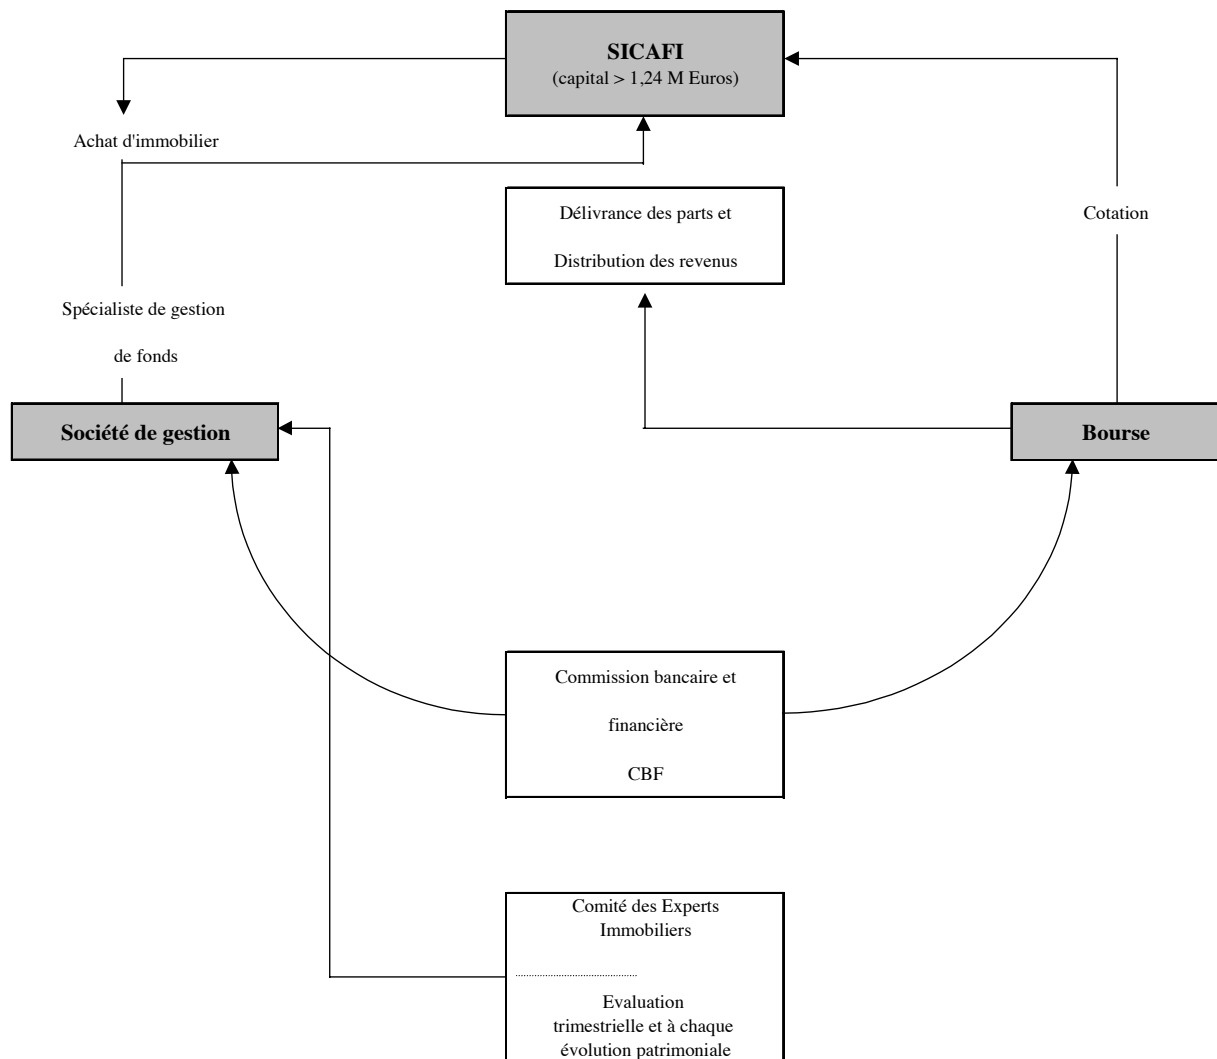 SICAFI
(capital > 1,24 M Euros)
Achat d'immobilier
Délivrance des parts et
Distribution des revenus
Cotation
Spécialiste de gestion
de fonds
Société de gestion
Bourse
Commission bancaire et
financière
CBF
Comité des Experts
Immobiliers
Evaluation
trimestrielle et à chaque
évolution patrimoniale